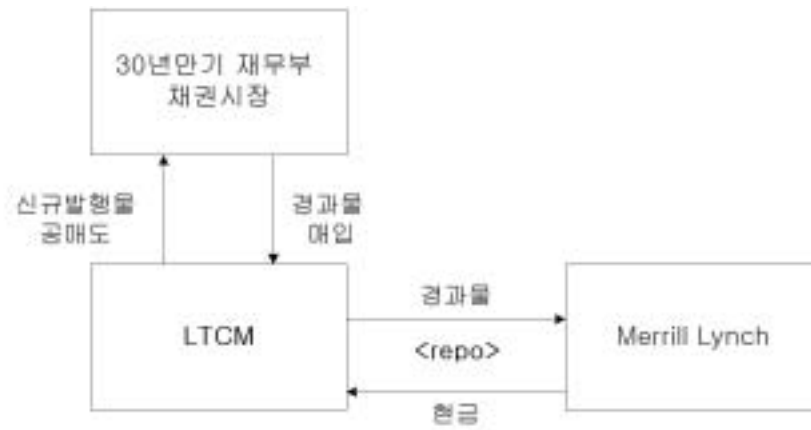 30년만기 재무부
채권시장
신규발행물
공매도
경과물
매입
LTCM
경과물
<repo>
현금
Merrill Lynch